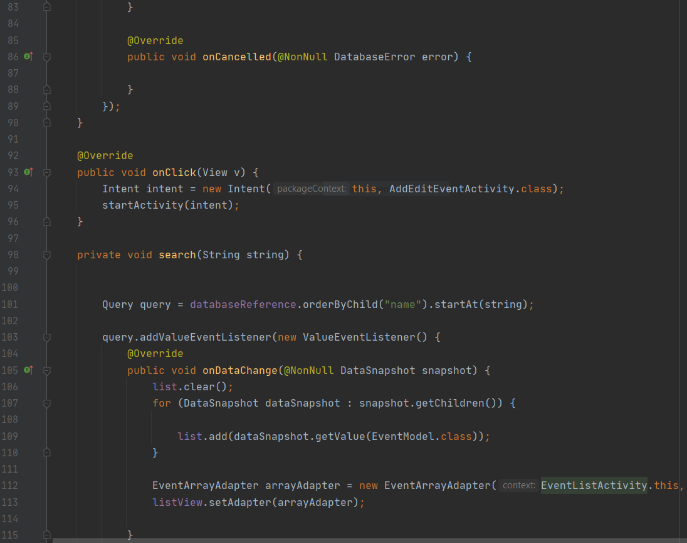 83 }
84
85 @Override
86 public void onCancelled(@NonNull DatabaseError error) {
87
88 }
89 });
90 }
91
92 @Override
93 public void onClick(View v) {
94 Intent intent = new Intent( packageContext: this, AddEditEventActivity.class);
95 startActivity(intent);
96 }
97
98 private void search(String string) {
99
100
101 Query query = databaseReference.orderByChild("name").startAt(string);
102
103 query.addValueEventListener(new ValueEventListener() {
104 @Override
105 public void onDataChange(@NonNull DataSnapshot snapshot) {
106 list.clear();
107 for (DataSnapshot dataSnapshot : snapshot.getChildren()) {
108
109 list.add(dataSnapshot.getValue(EventModel.class));
110 }
111
112 EventArrayAdapter arrayAdapter = new EventArrayAdapter( context: EventListActivity.this,
113 listView.setAdapter(arrayAdapter);
114
115 }